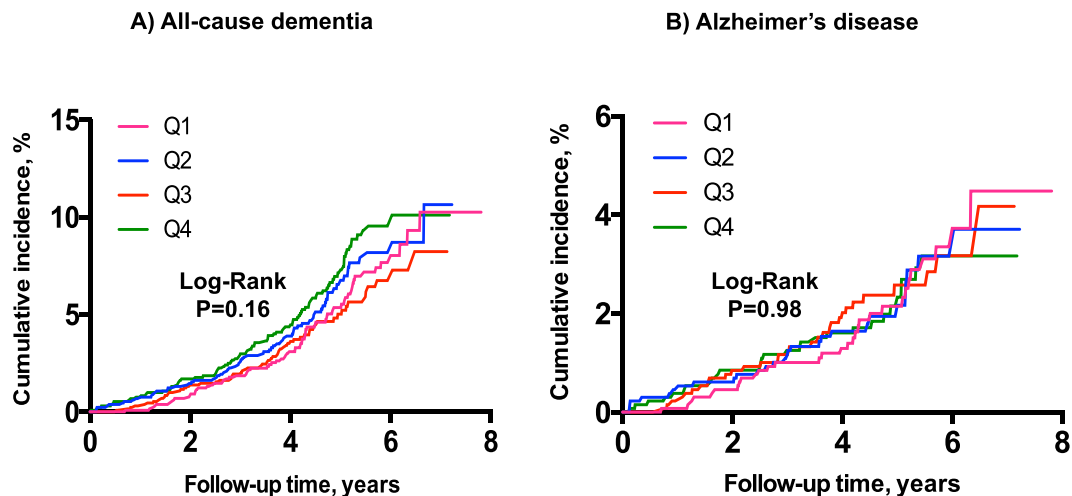 A) All-cause dementia
Cumulative incidence, %
15
10
5
0
Q1
Q2
Q3
Q4
Log-Rank
P=0.16
0 2 4 6 8
Follow-up time, years
B) Alzheimer’s disease
Cumulative incidence, %
6
4
2
0
Q1
Q2
Q3
Q4
Log-Rank
P=0.98
0 2 4 6 8
Follow-up time, years